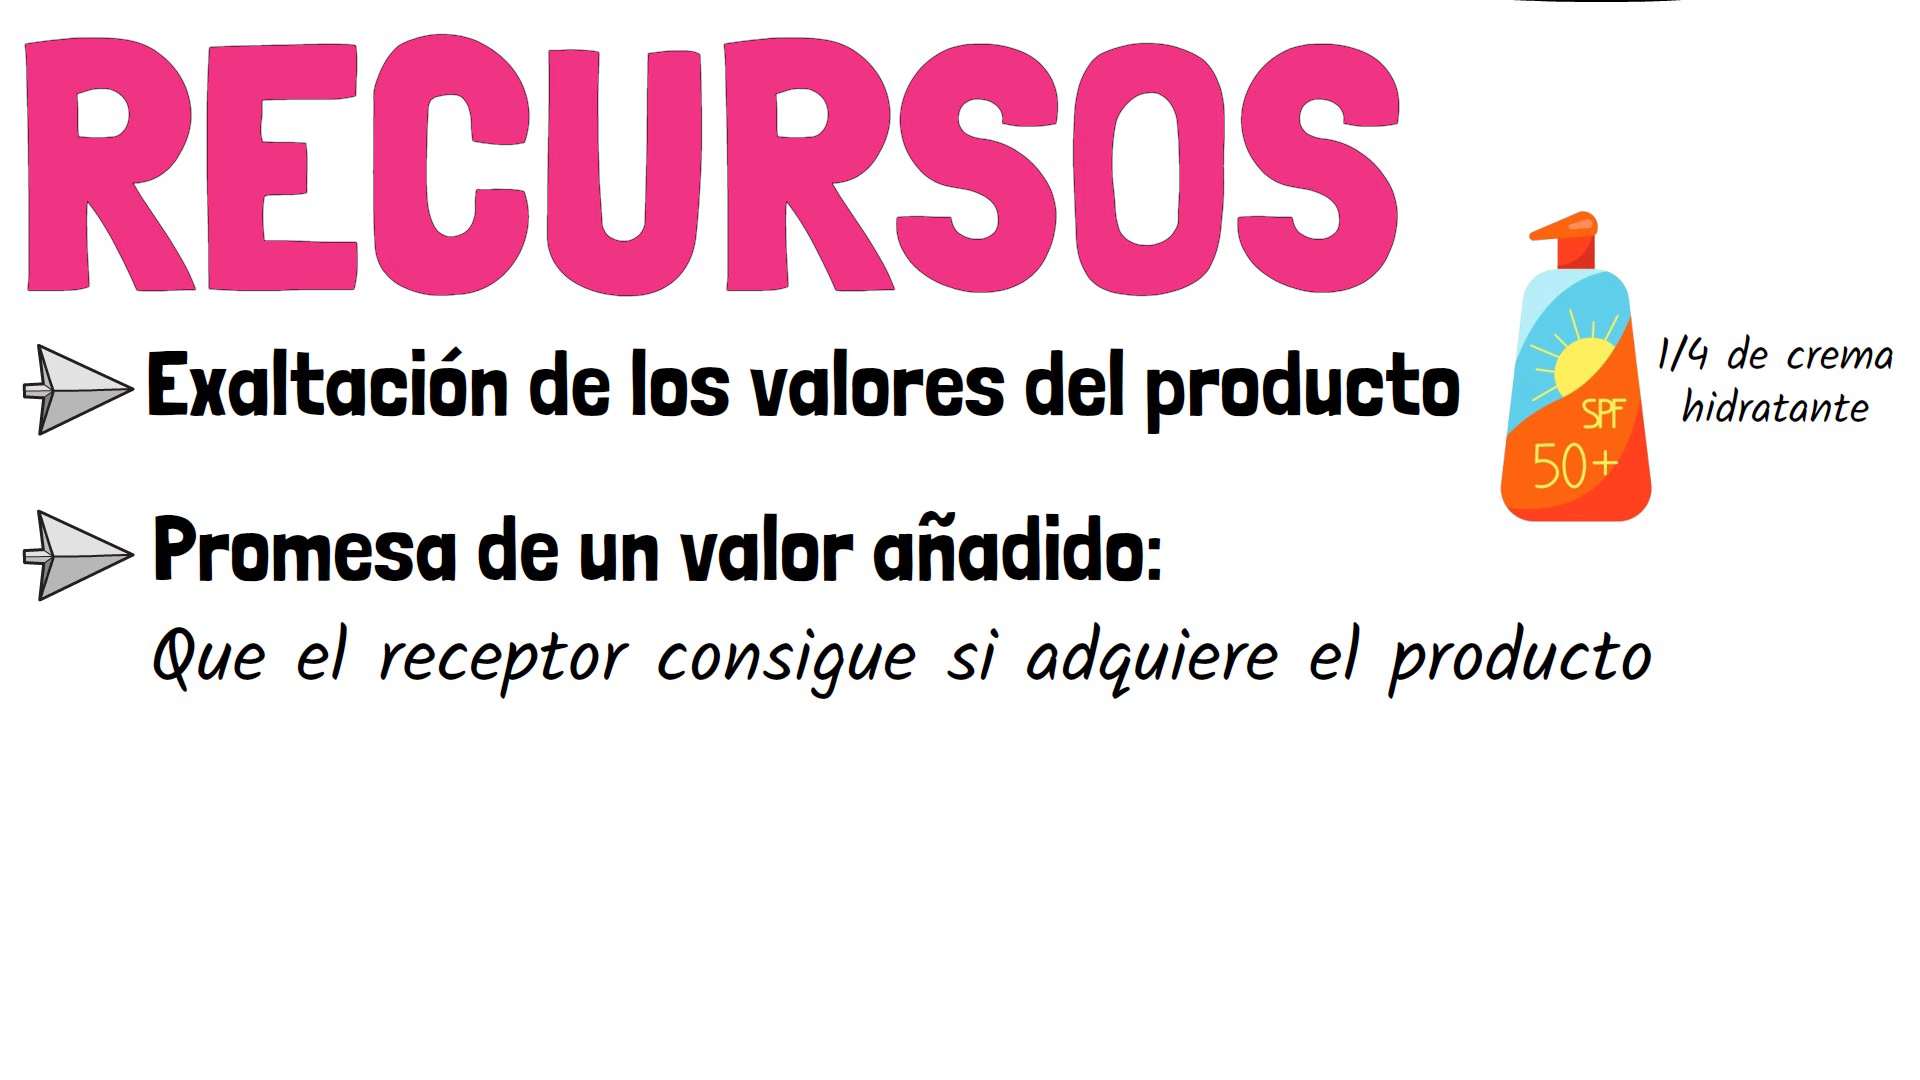 RECURSOS
Exaltación de los valores del producto
1/4 de crema
hidratante
SPF
50+
Promesa de un valor añadido:
Que el receptor consigue si adquiere el producto